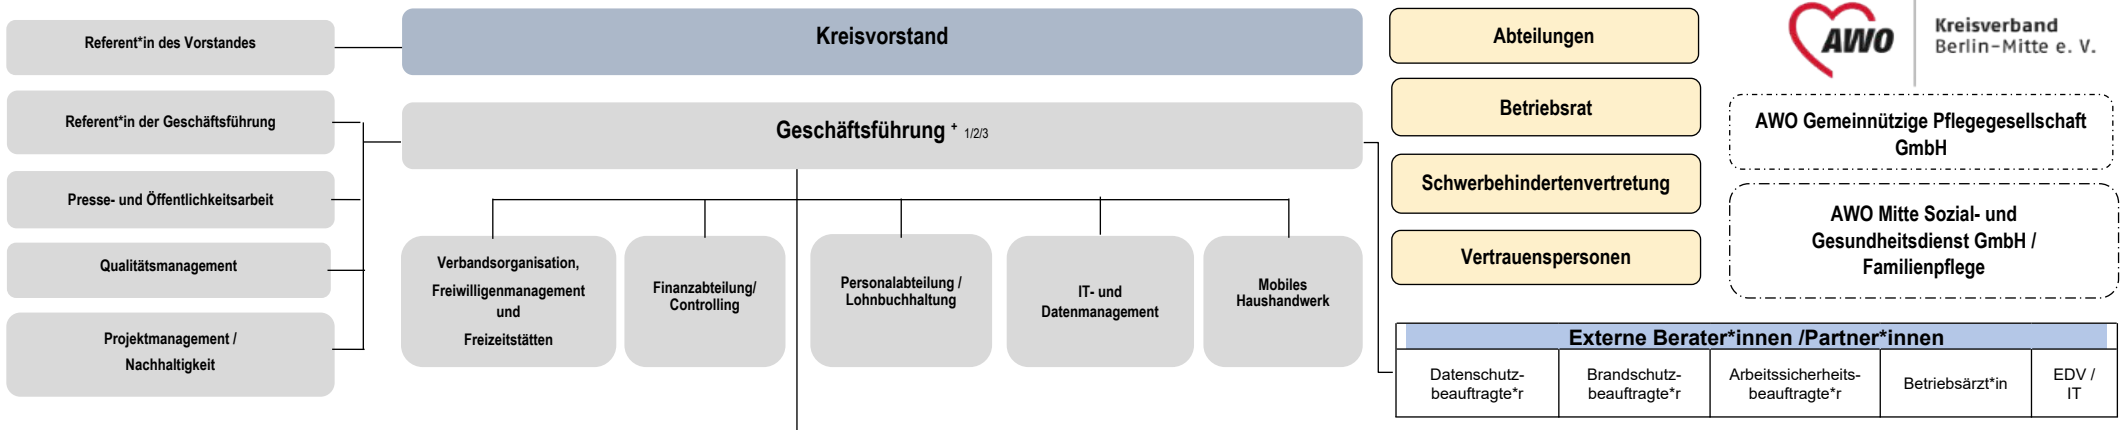 Referent*in des Vorstandes
Kreisvorstand
Abteilungen
AWO
Kreisverband
Berlin-Mitte e. V.
Referent*in der Geschäftsführung
Geschäftsführung + 1/2/3
Betriebsrat
AWO Gemeinnützige Pflegegesellschaft
GmbH
Presse- und Öffentlichkeitsarbeit
Schwerbehindertenvertretung
AWO Mitte Sozial- und
Gesundheitsdienst GmbH /
Familienpflege
Qualitätsmanagement
Vertrauenspersonen
Projektmanagement /
Nachhaltigkeit
Verbandsorganisation,
Freiwilligenmanagement
und
Freizeitstätten
Finanzabteilung/
Controlling
Personalabteilung /
Lohnbuchhaltung
IT- und
Datenmanagement
Mobiles
Haushandwerk
Externe Berater*innen /Partner*innen
Datenschutz-
beauftragte*r
Brandschutz-
beauftragte*r
Arbeitssicherheits-
beauftragte*r
Betriebsärzt*in
EDV /
IT